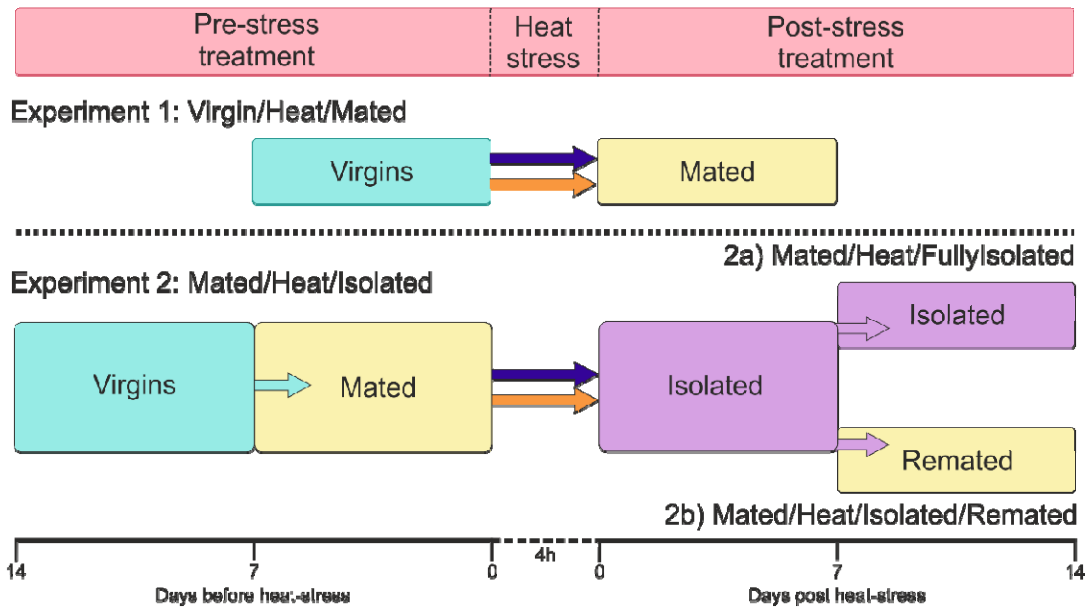 Pre-stress
treatment
Heat
stress
Post-stress
treatment
Experiment 1: Virgin/Heat/Mated
Virgins
Mated
2a) Mated/Heat/FullyIsolated
Experiment 2: Mated/Heat/Isolated
Isolated
Virgins
Mated
Isolated
Remated
2b) Mated/Heat/Isolated/Remated
4h
14
7
0
0
7
14
Days before heat-stress
Days post heat-stress